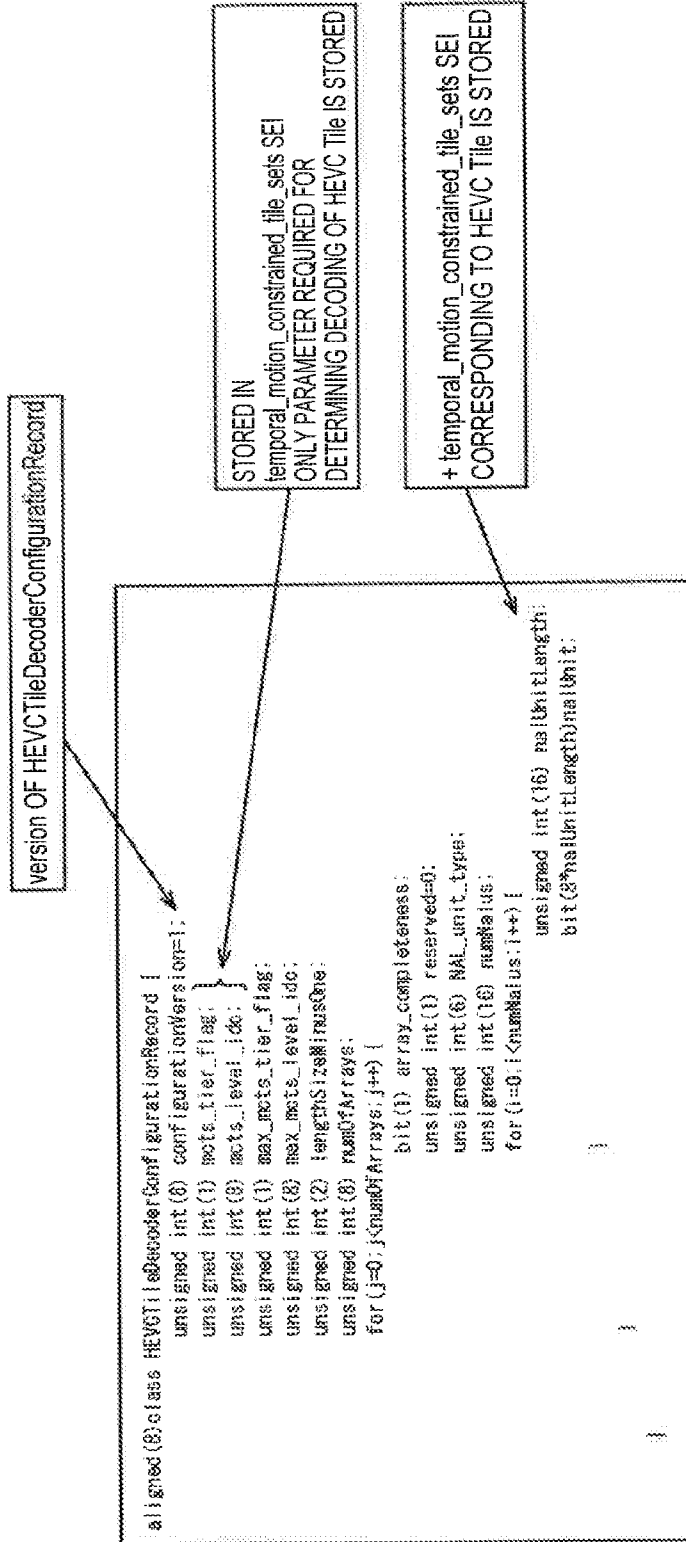 version OF HEVCTileDecoderConfigurationRecord
aligned(8)class HEVCTileDecoderConfigurationRecord {
unsigned int(8) configurationVersion=1;
unsigned int(1) mcts_tier_flag;
unsigned int(8) mcts_level_idc;
unsigned int(1) max_mcts_tier_flag;
unsigned int(8) max_mcts_level_idc;
unsigned int(2) lengthSizeMinusOne;
unsigned int(8) numOfArrays;
for(j=0;j<numOfArrays;j++) {
bit(1) array_completeness;
unsigned int(1) reserved=0;
unsigned int(6) NAL_unit_type;
unsigned int(16) numNalus;
for(i=0;i<numNalus;i++) {
unsigned int(16) nalUnitLength;
bit(8*nalUnitLength)nalUnit;
}
}
}
STORED IN
temporal_motion_constrained_tile_sets SEI
ONLY PARAMETER REQUIRED FOR
DETERMINING DECODING OF HEVC Tile IS STORED
+ temporal_motion_constrained_tile_sets SEI
CORRESPONDING TO HEVC Tile IS STORED